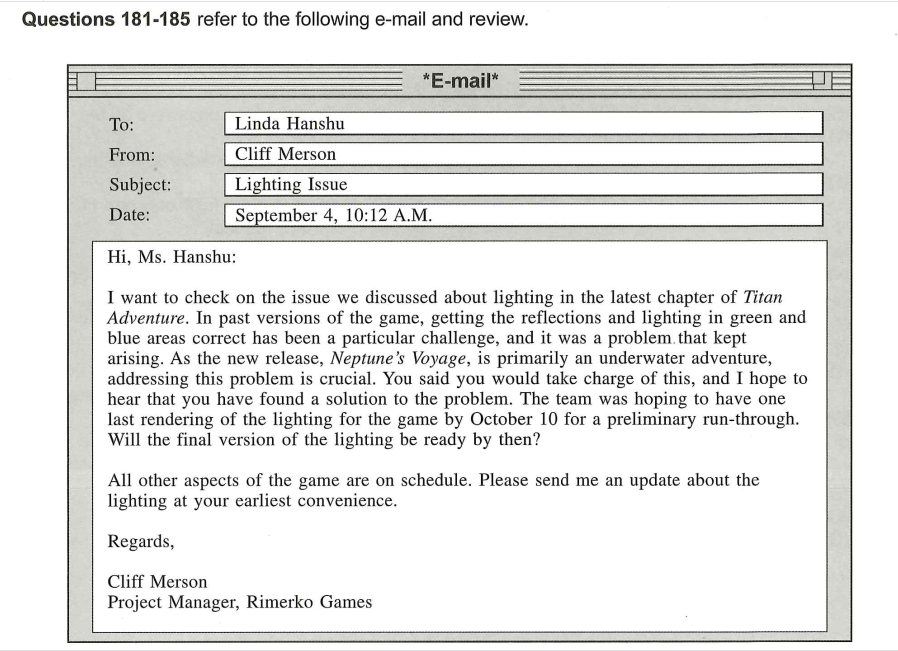 Questions 181-185 refer to the following e-mail and review.
*E-mail*
To: Linda Hanshu
From: Cliff Merson
Subject: Lighting Issue
Date: September 4, 10:12 A.M.
Hi, Ms. Hanshu:
I want to check on the issue we discussed about lighting in the latest chapter of Titan
Adventure. In past versions of the game, getting the reflections and lighting in green and
blue areas correct has been a particular challenge, and it was a problem that kept
arising. As the new release, Neptune's Voyage, is primarily an underwater adventure,
addressing this problem is crucial. You said you would take charge of this, and I hope to
hear that you have found a solution to the problem. The team was hoping to have one
last rendering of the lighting for the game by October 10 for a preliminary run-through.
Will the final version of the lighting be ready by then?
All other aspects of the game are on schedule. Please send me an update about the
lighting at your earliest convenience.
Regards,
Cliff Merson
Project Manager, Rimerko Games